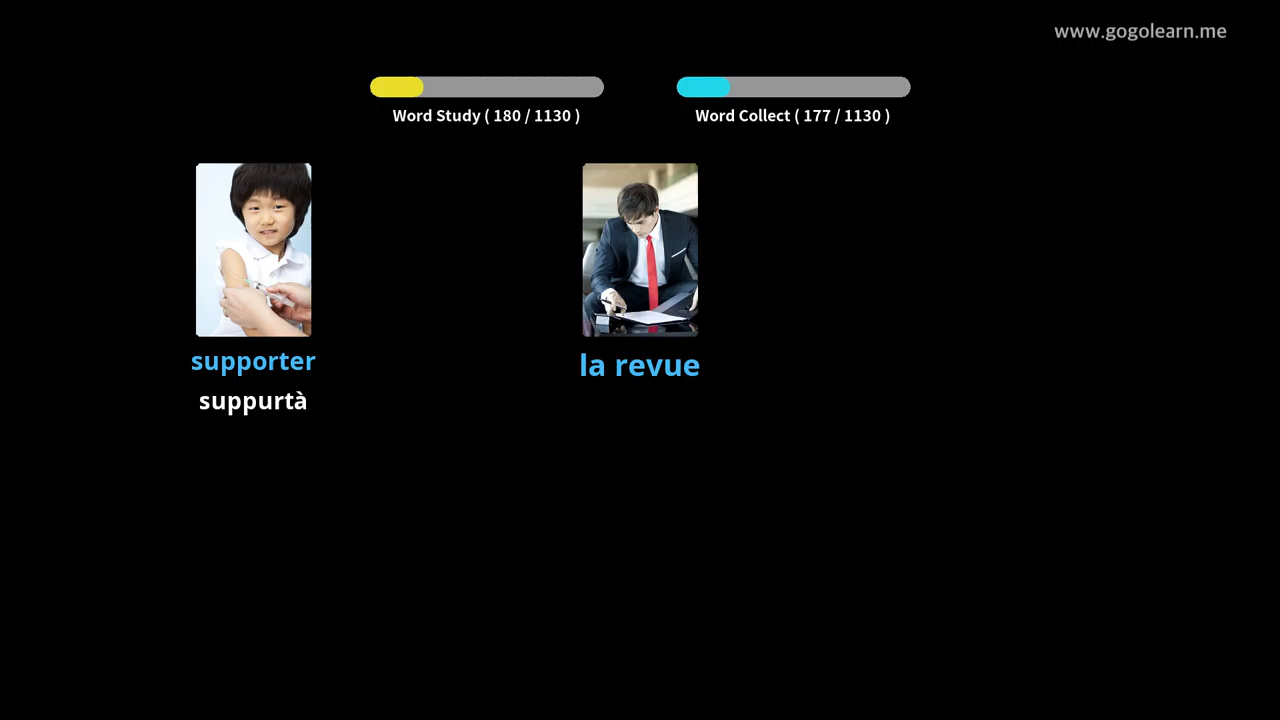 www.gogolearn.me
Word Study ( 180 / 1130 )
Word Collect ( 177 / 1130 )
supporter
suppurtà
la revue